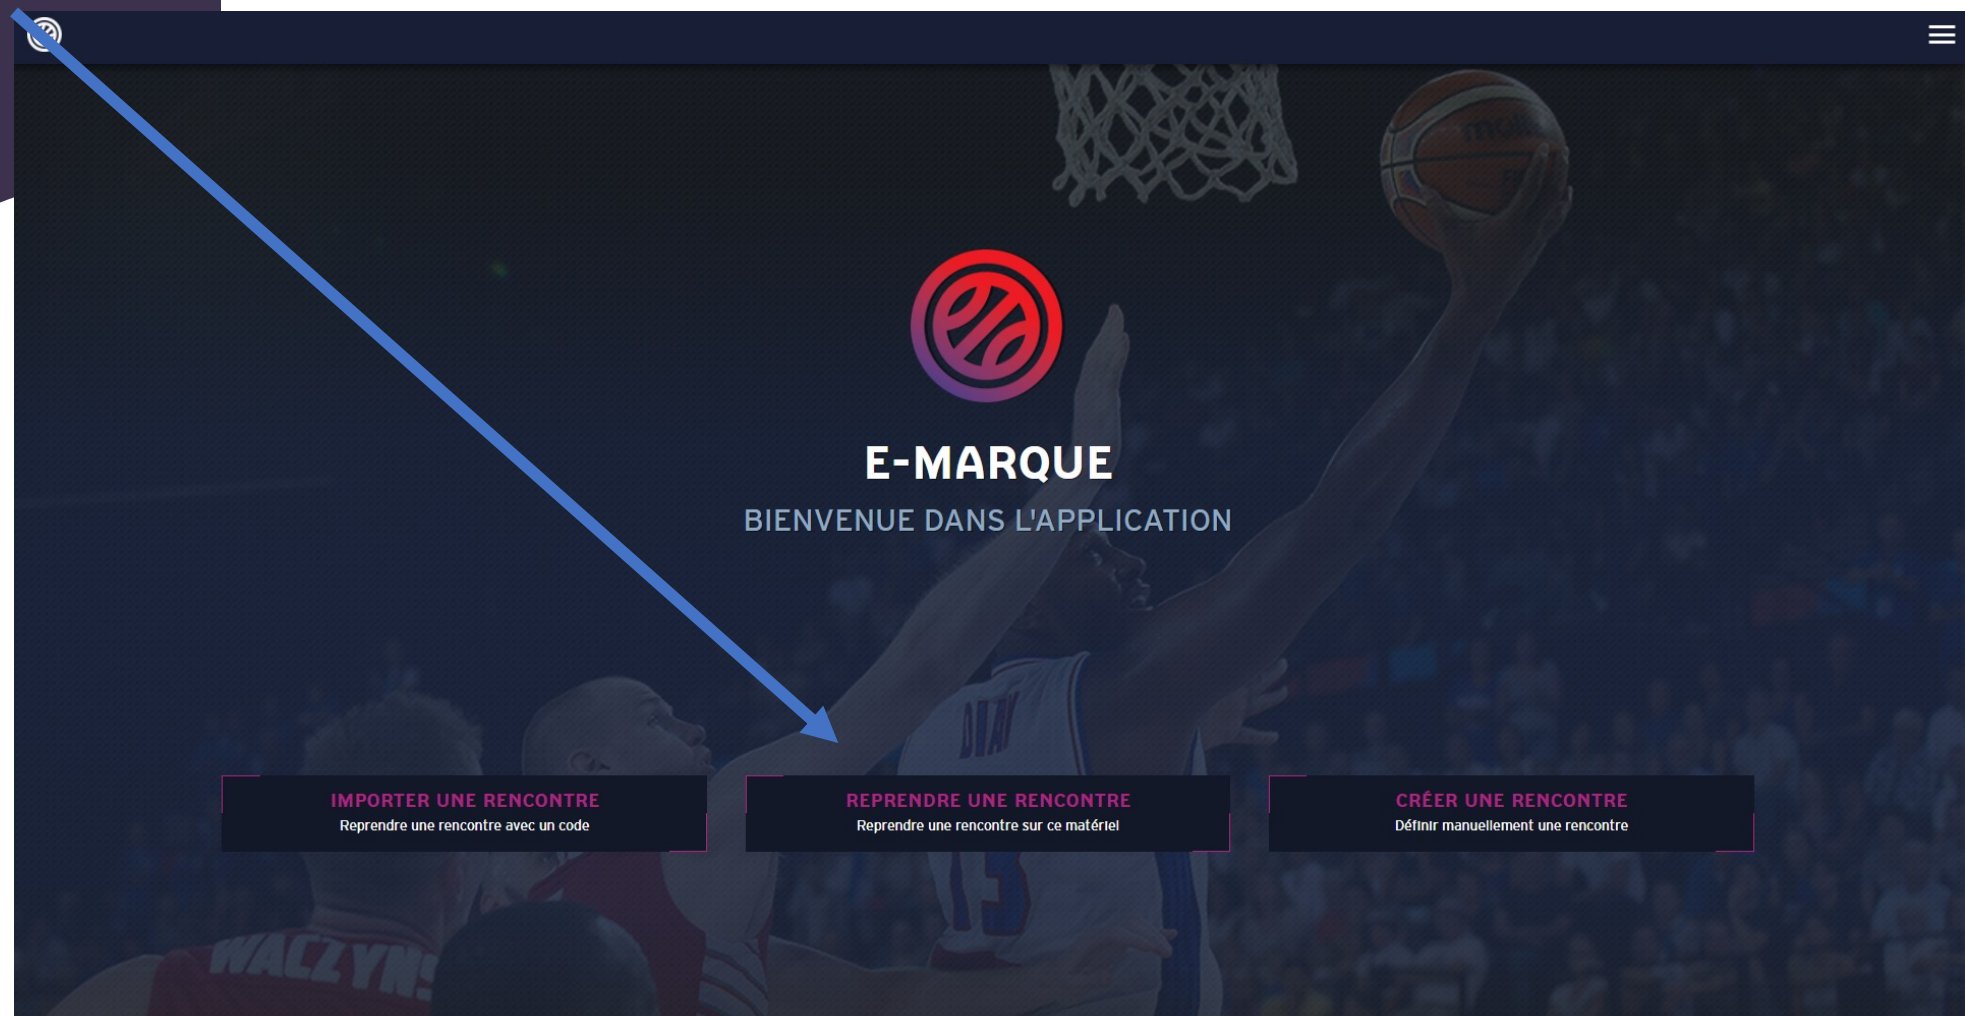 E-MARQUE
BIENVENUE DANS L'APPLICATION
IMPORTER UNE RENCONTRE
Reprendre une rencontre avec un code
REPRENDRE UNE RENCONTRE
Reprendre une rencontre sur ce matériel
CRÉER UNE RENCONTRE
Définir manuellement une rencontre
13